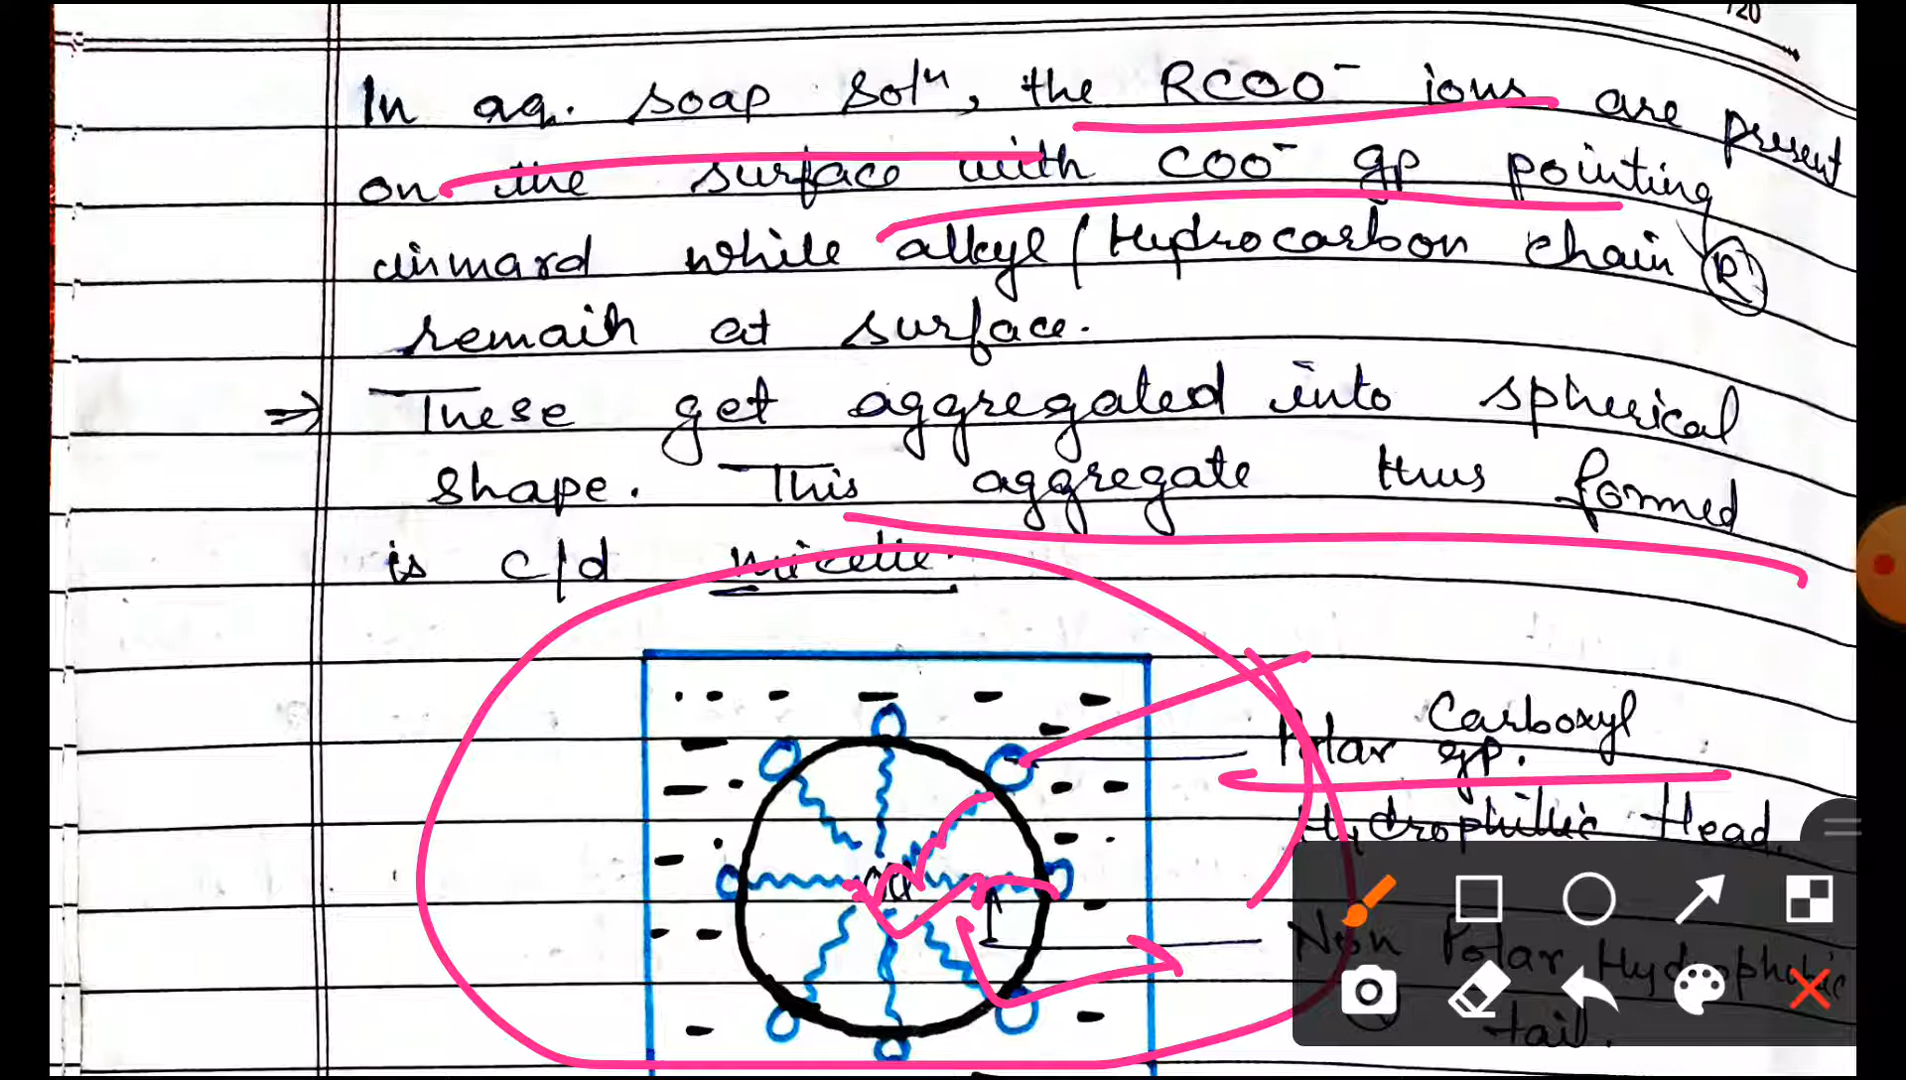 120
In aq. soap solⁿ, the RCOO⁻ ions are present
on the surface with COO⁻ gp pointing
inward while alkyl/Hydrocarbon chain R
remain at surface.
⇒ These get aggregated into spherical
shape. This aggregate thus formed
is c/d micelle.
Polar Carboxyl gp.
Hydrophillic Head.
Non Polar Hydrophobic
tail.